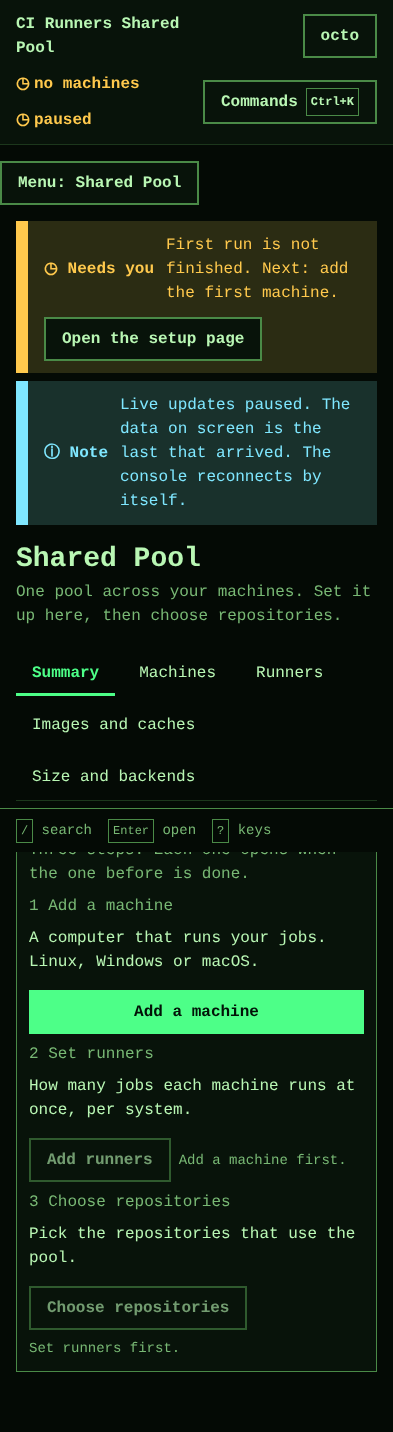 CI Runners Shared Pool
octo
◷ no machines
◷ paused
Commands Ctrl+K
Menu: Shared Pool
◷ Needs you
First run is not
finished. Next: add
the first machine.
Open the setup page
ⓘ Note
Live updates paused. The
data on screen is the
last that arrived. The
console reconnects by
itself.
Shared Pool
One pool across your machines. Set it
up here, then choose repositories.
Summary Machines Runners
Images and caches
Size and backends
/ search Enter open ? keys
Three steps. Each one opens when
the one before is done.
1 Add a machine
A computer that runs your jobs.
Linux, Windows or macOS.
Add a machine
2 Set runners
How many jobs each machine runs at
once, per system.
Add runners Add a machine first.
3 Choose repositories
Pick the repositories that use the
pool.
Choose repositories
Set runners first.